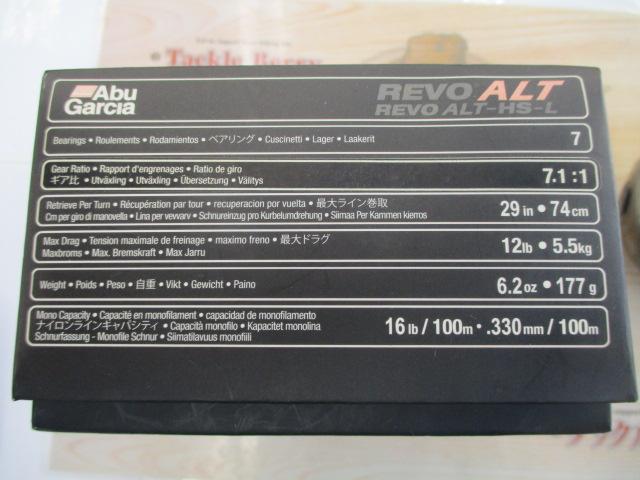 Tackle Berry
Abu
Garcia
REVO ALT
REVO ALT-HS-L
Bearings • Roulements • Rodamientos • ベアリング • Cuscinetti • Lager • Laakerit 7
Gear Ratio • Rapport d'engrenages • Ratio de giro
ギア比 • Utväxling • Utväxling • Übersetzung • Välitys 7.1 : 1
Retrieve Per Turn • Récupération par tour • recuperacion por vuelta • 最大ライン巻取
Cm per giro di manovella • Lina per vevvarv • Schnureinzug pro Kurbelumdrehung • Siimaa Per Kammen kierros 29 in • 74 cm
Max Drag • Tension maximale de freinage • maximo freno • 最大ドラグ
Maxbroms • Max. Bremskraft • Max Jarru 12lb • 5.5kg
Weight • Poids • Peso • 自重 • Vikt • Gewicht • Paino 6.2 oz • 177 g
Mono Capacity • Capacité en monofilament • capacidad de monofilamento
ナイロンラインキャパシティ • Capacità monofilo • Kapacitet monolina
Schnurfassung - Monofile Schnur • Siimatilavuus monofiili 16 lb / 100m · .330 mm / 100m